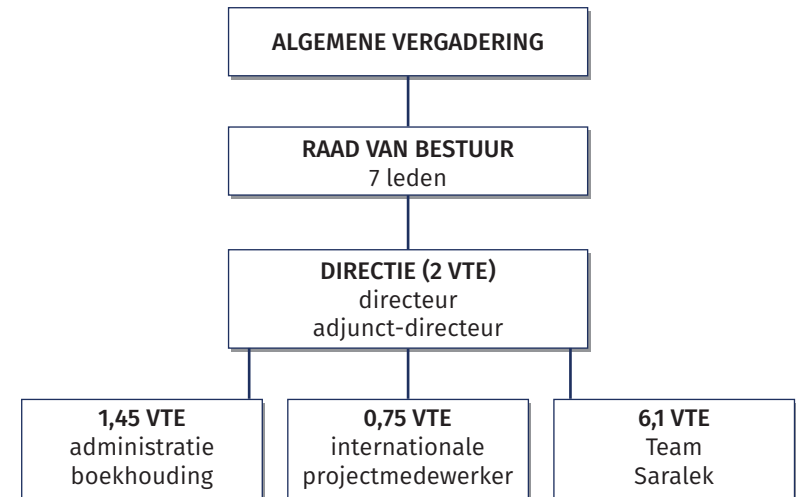 ALGEMENE VERGADERING
RAAD VAN BESTUUR
7 leden
DIRECTIE (2 VTE)
directeur
adjunct-directeur
1,45 VTE
administratie
boekhouding
0,75 VTE
internationale
projectmedewerker
6,1 VTE
Team
Saralek